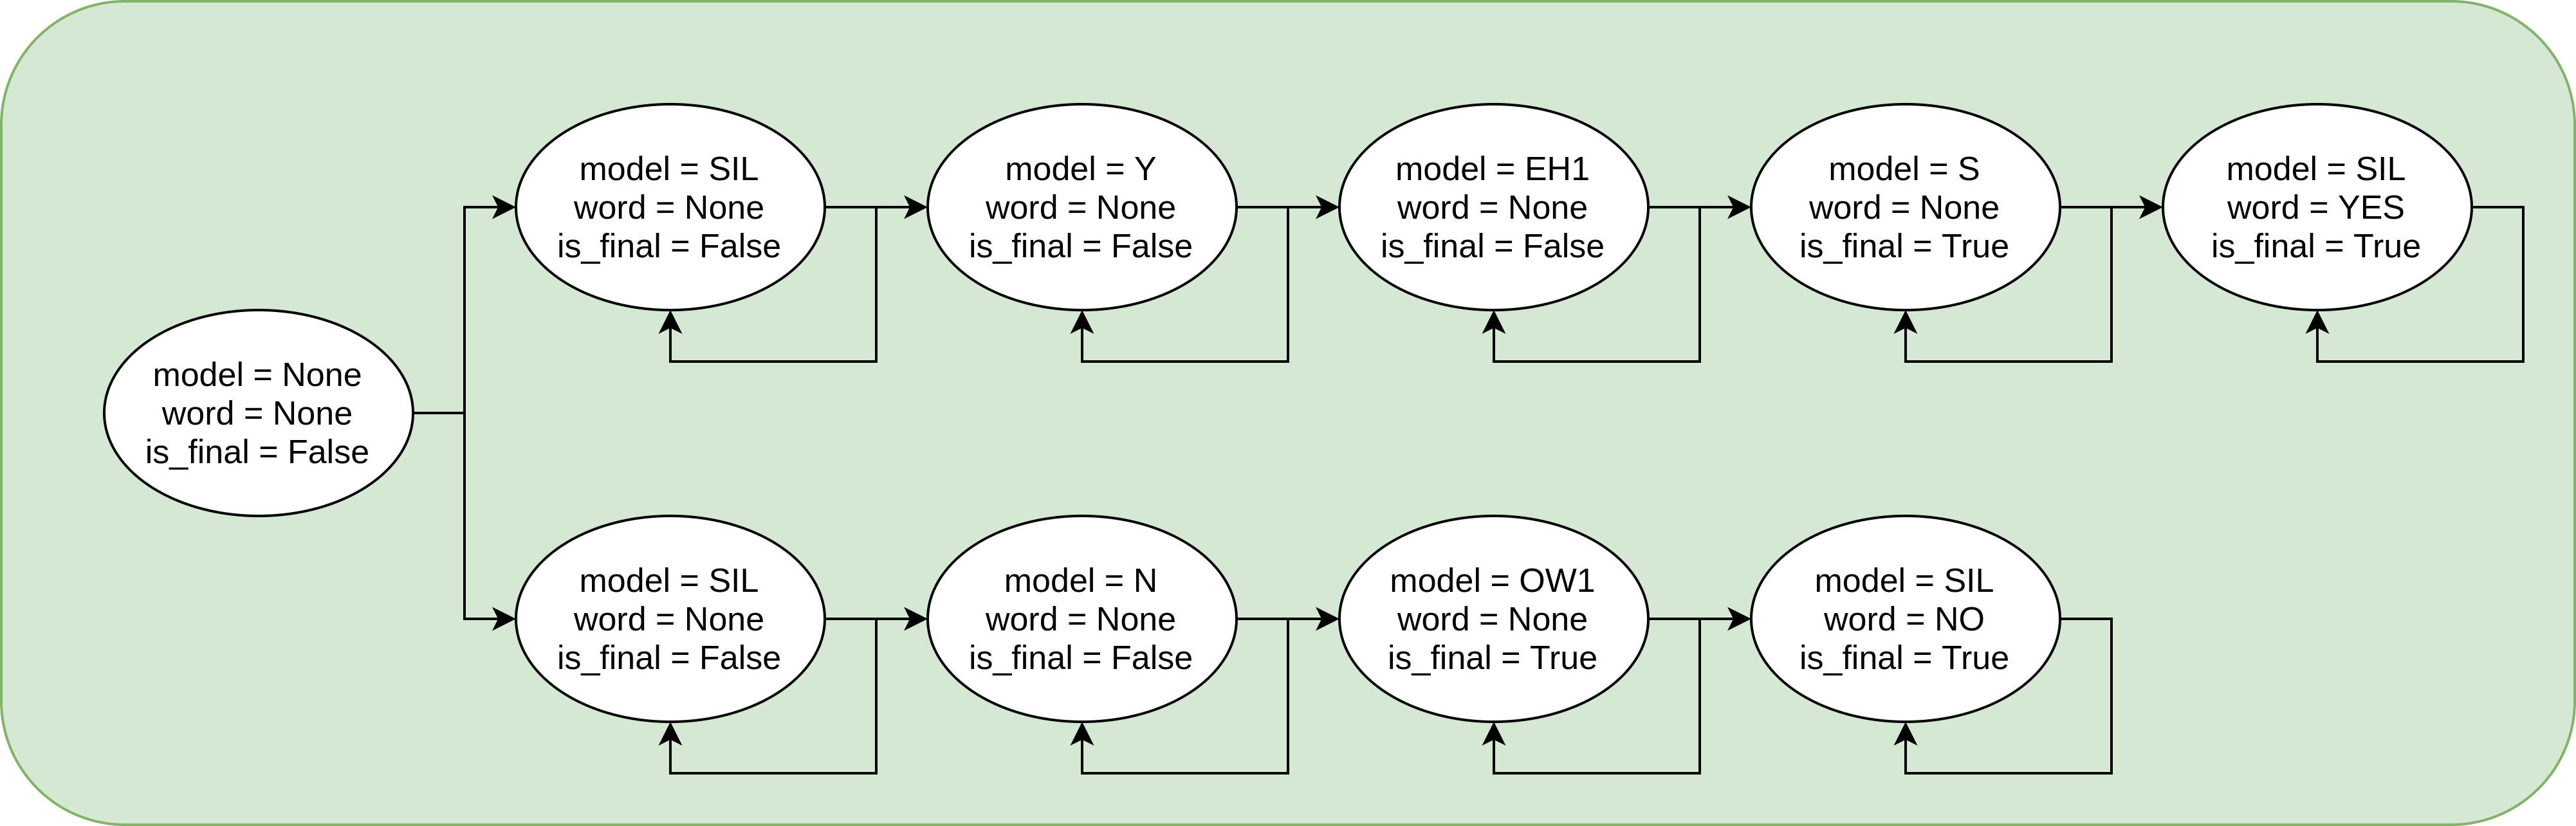 model = SIL
word = None
is_final = False
model = Y
word = None
is_final = False
model = EH1
word = None
is_final = False
model = S
word = None
is_final = True
model = SIL
word = YES
is_final = True
model = None
word = None
is_final = False
model = SIL
word = None
is_final = False
model = N
word = None
is_final = False
model = OW1
word = None
is_final = True
model = SIL
word = NO
is_final = True